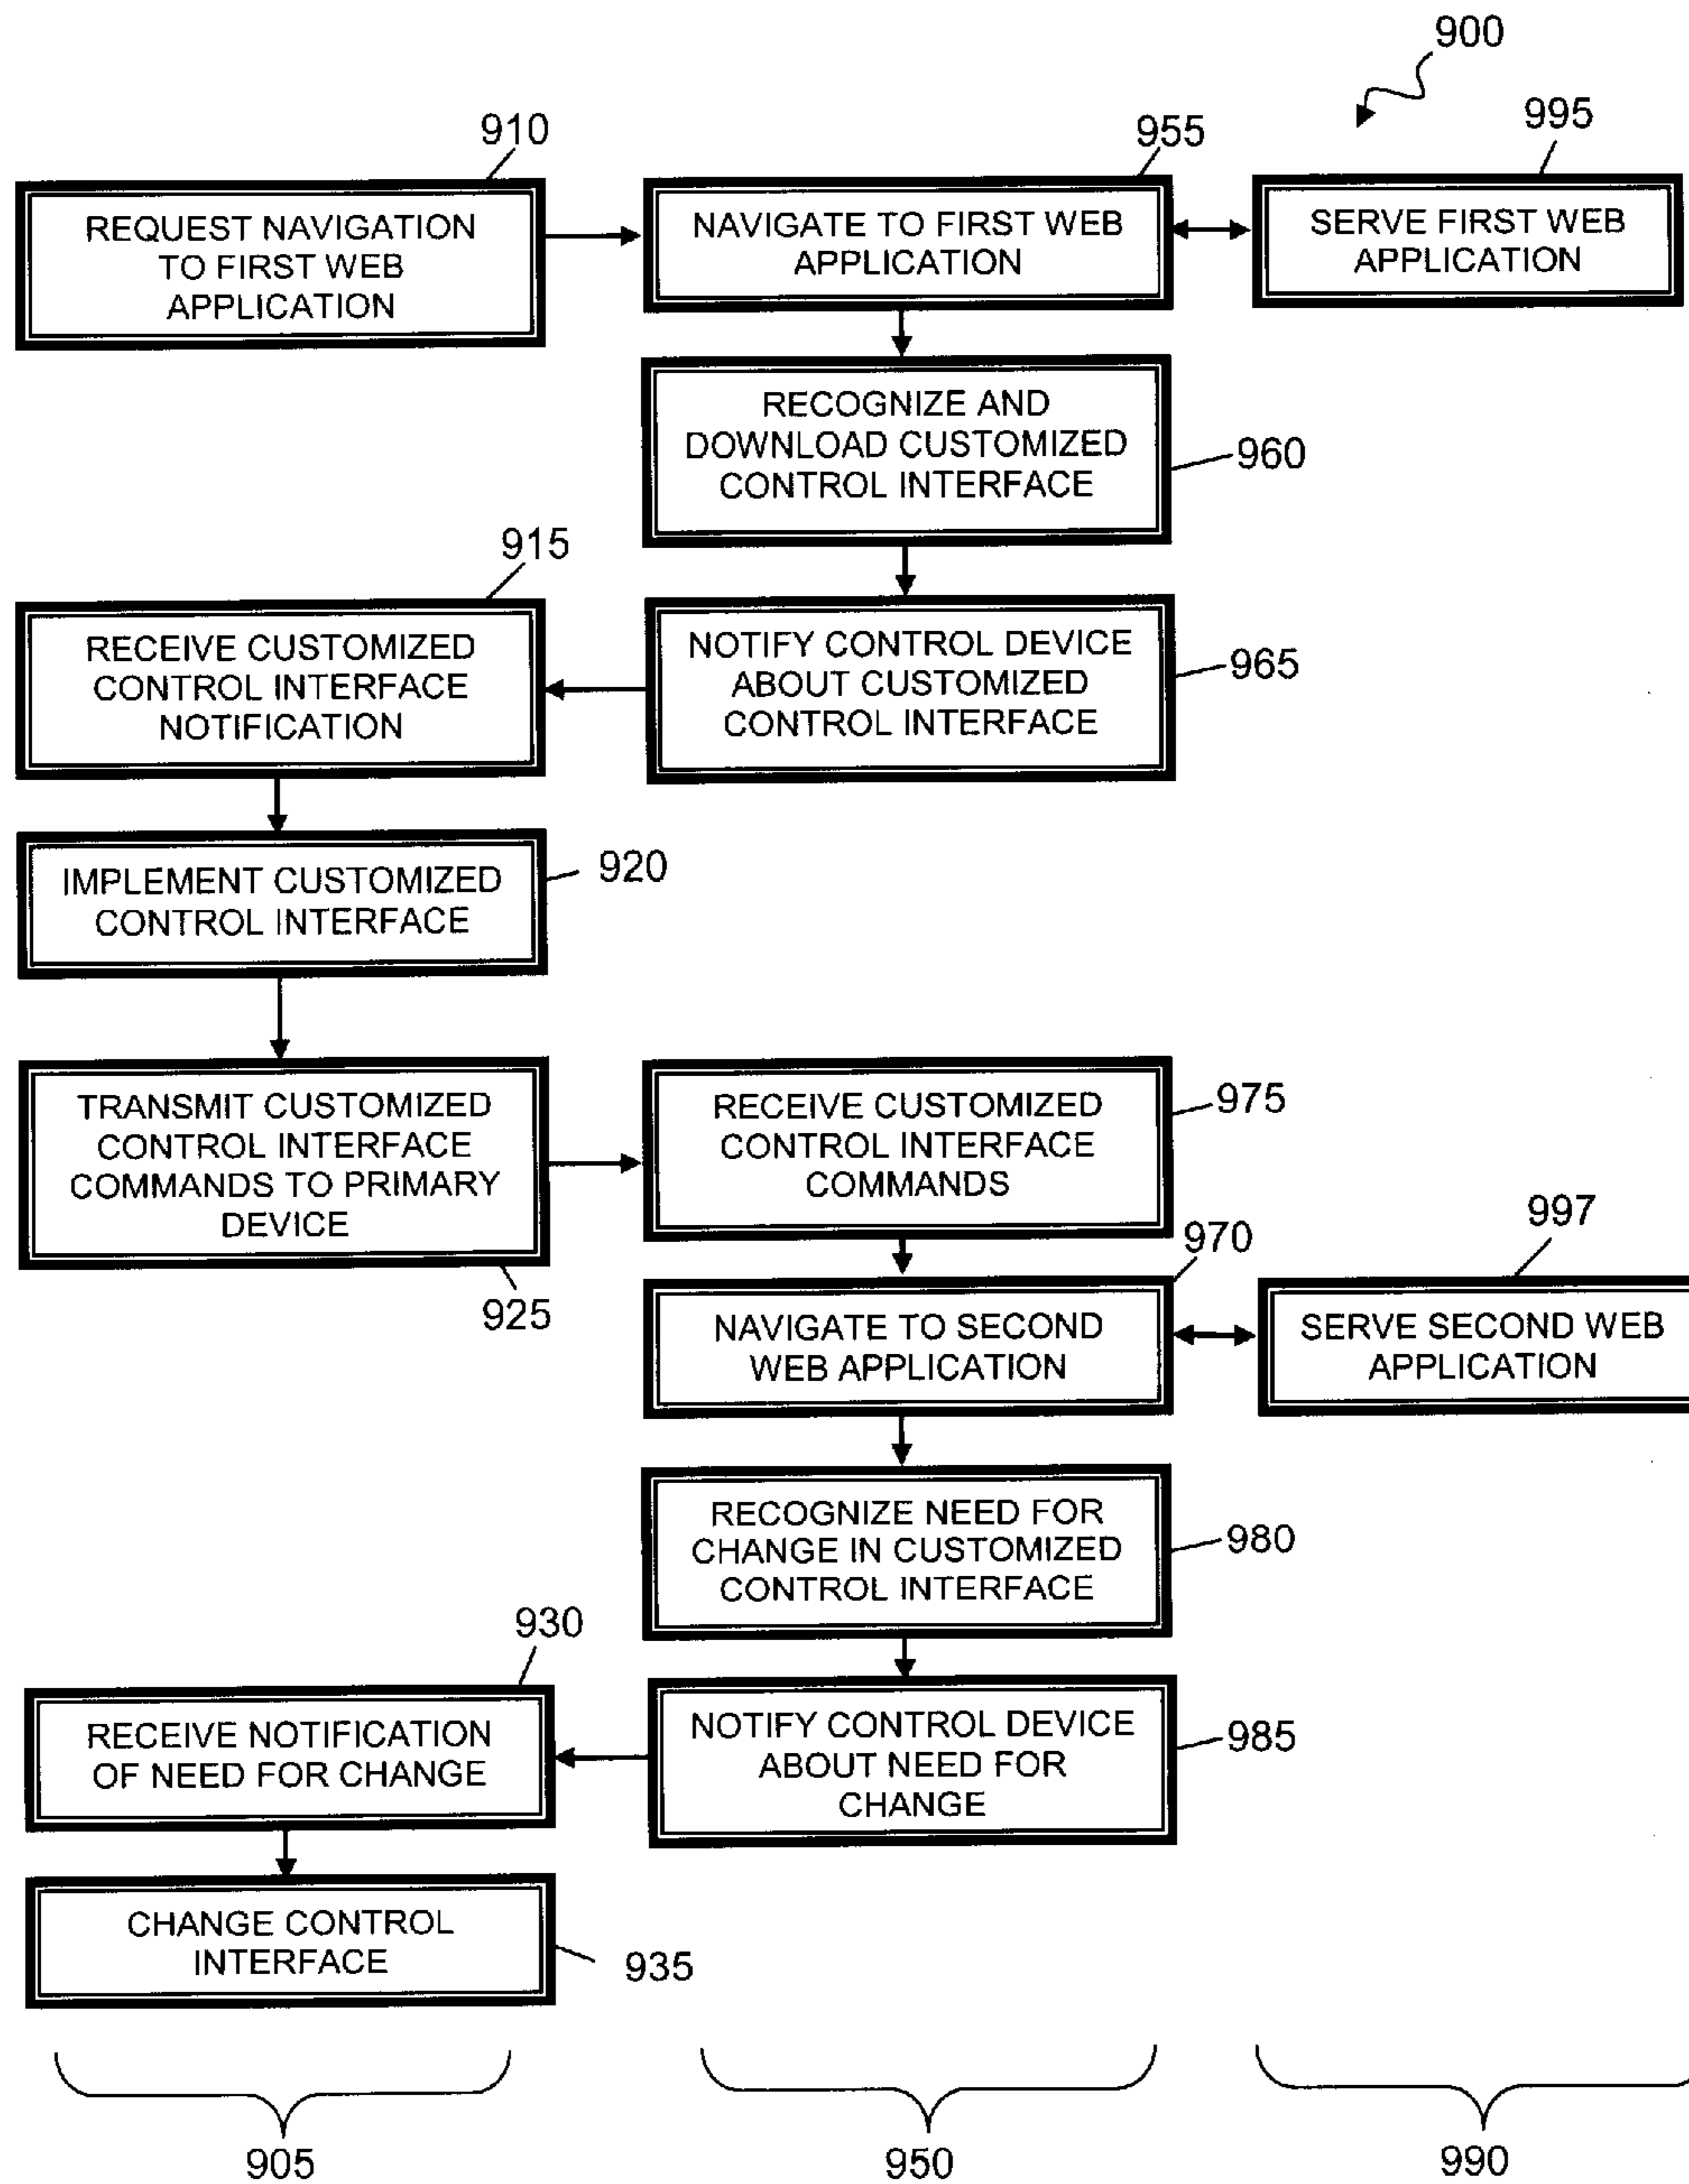 900
910
955
995
REQUEST NAVIGATION
TO FIRST WEB
APPLICATION
NAVIGATE TO FIRST WEB
APPLICATION
SERVE FIRST WEB
APPLICATION
RECOGNIZE AND
DOWNLOAD CUSTOMIZED
CONTROL INTERFACE
960
915
RECEIVE CUSTOMIZED
CONTROL INTERFACE
NOTIFICATION
NOTIFY CONTROL DEVICE
ABOUT CUSTOMIZED
CONTROL INTERFACE
965
IMPLEMENT CUSTOMIZED
CONTROL INTERFACE
920
TRANSMIT CUSTOMIZED
CONTROL INTERFACE
COMMANDS TO PRIMARY
DEVICE
925
RECEIVE CUSTOMIZED
CONTROL INTERFACE
COMMANDS
975
970
997
NAVIGATE TO SECOND
WEB APPLICATION
SERVE SECOND WEB
APPLICATION
RECOGNIZE NEED FOR
CHANGE IN CUSTOMIZED
CONTROL INTERFACE
980
930
RECEIVE NOTIFICATION
OF NEED FOR CHANGE
NOTIFY CONTROL DEVICE
ABOUT NEED FOR
CHANGE
985
CHANGE CONTROL
INTERFACE
935
905
950
990